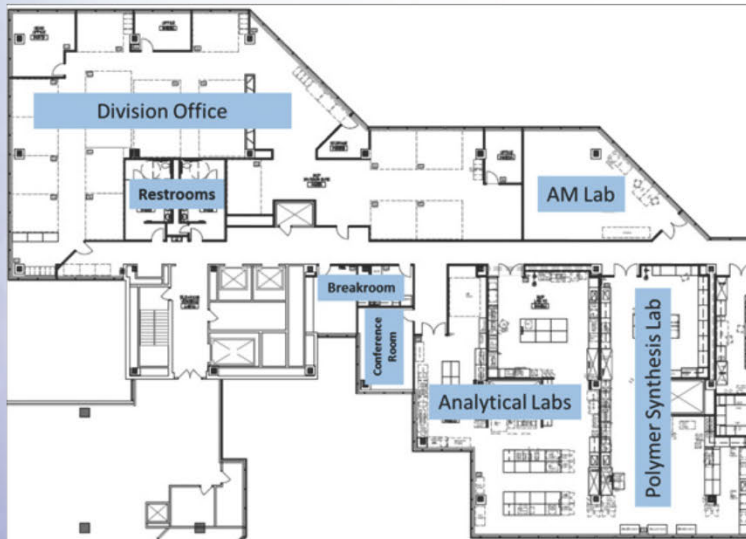 Division Office
Restrooms
AM Lab
Breakroom
Conference
Room
Analytical Labs
Polymer Synthesis Lab